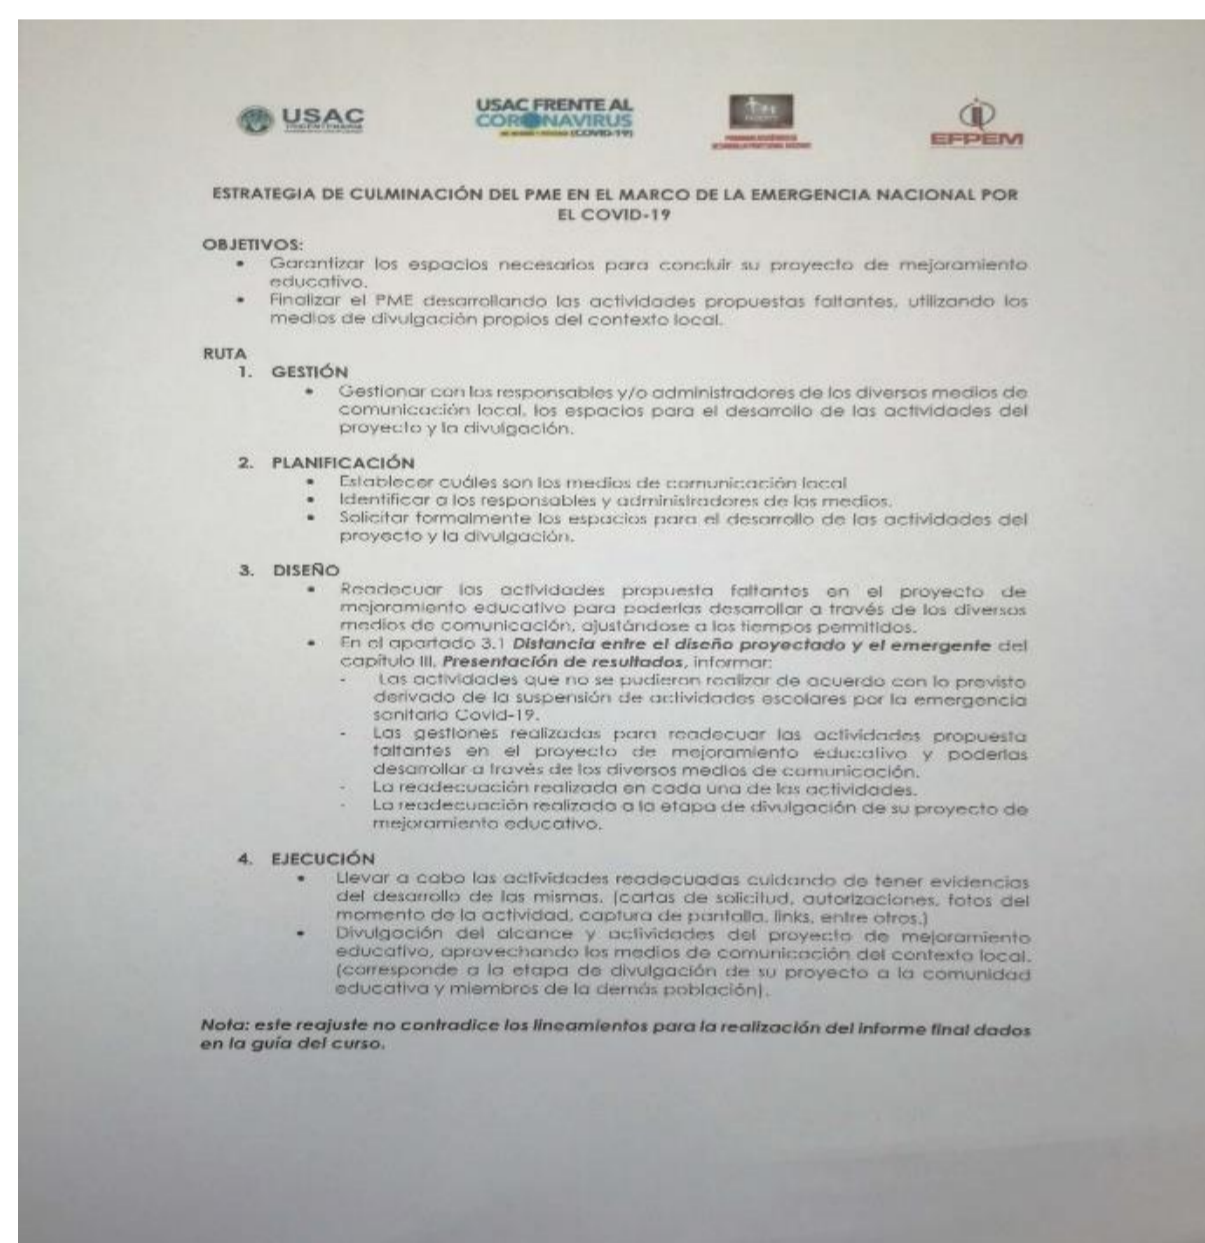 USAC
TRICENTENARIA
USAC FRENTE AL
CORONAVIRUS
(COVID-19)
EFPEM
ESTRATEGIA DE CULMINACIÓN DEL PME EN EL MARCO DE LA EMERGENCIA NACIONAL POR
EL COVID-19
OBJETIVOS:
• Garantizar los espacios necesarios para concluir su proyecto de mejoramiento
educativo.
• Finalizar el PME desarrollando las actividades propuestas faltantes, utilizando los
medios de divulgación propios del contexto local.
RUTA
1. GESTIÓN
• Gestionar con los responsables y/o administradores de los diversos medios de
comunicación local, los espacios para el desarrollo de las actividades del
proyecto y la divulgación.
2. PLANIFICACIÓN
• Establecer cuáles son los medios de comunicación local
• Identificar a los responsables y administradores de los medios.
• Solicitar formalmente los espacios para el desarrollo de las actividades del
proyecto y la divulgación.
3. DISEÑO
• Readecuar las actividades propuesta faltantes en el proyecto de
mejoramiento educativo para poderlas desarrollar a través de los diversos
medios de comunicación, ajustándose a los tiempos permitidos.
• En el apartado 3.1 Distancia entre el diseño proyectado y el emergente del
capítulo III, Presentación de resultados, informar:
- Las actividades que no se pudieron realizar de acuerdo con lo previsto
derivado de la suspensión de actividades escolares por la emergencia
sanitaria Covid-19.
- Las gestiones realizadas para readecuar las actividades propuesta
faltantes en el proyecto de mejoramiento educativo y poderlas
desarrollar a través de los diversos medios de comunicación.
- La readecuación realizada en cada una de las actividades.
- La readecuación realizado a la etapa de divulgación de su proyecto de
mejoramiento educativo.
4. EJECUCIÓN
• Llevar a cabo las actividades readecuadas cuidando de tener evidencias
del desarrollo de las mismas. (cartas de solicitud, autorizaciones, fotos del
momento de la actividad, captura de pantalla, links, entre otros.)
• Divulgación del alcance y actividades del proyecto de mejoramiento
educativo, aprovechando los medios de comunicación del contexto local.
(corresponde a la etapa de divulgación de su proyecto a la comunidad
educativa y miembros de la demás población).
Nota: este reajuste no contradice los lineamientos para la realización del informe final dados
en la guía del curso.